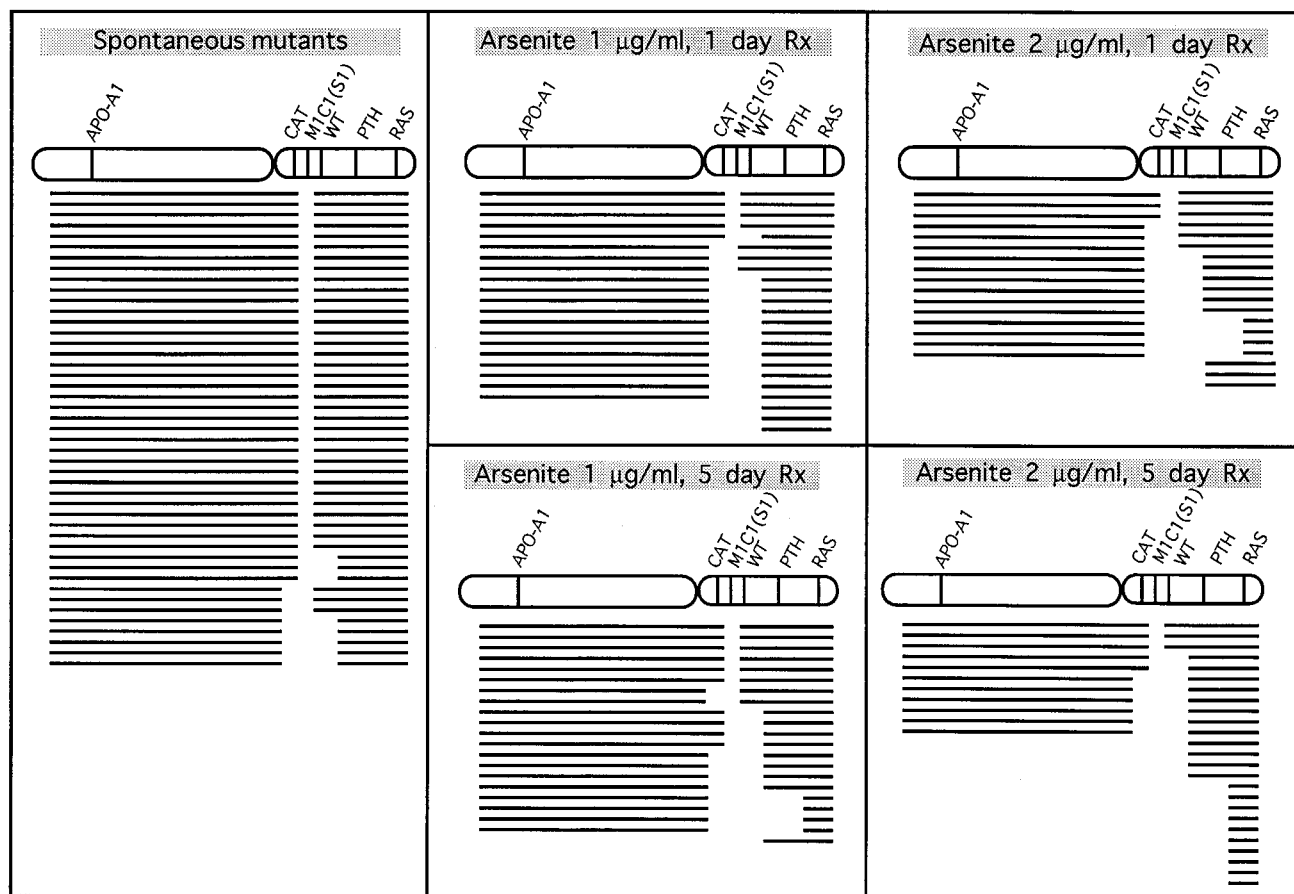 Spontaneous mutants
APO-A1
CAT
M1C1(S1)
WT
PTH
RAS
Arsenite 1 μg/ml, 1 day Rx
APO-A1
CAT
M1C1(S1)
WT
PTH
RAS
Arsenite 2 μg/ml, 1 day Rx
APO-A1
CAT
M1C1(S1)
WT
PTH
RAS
Arsenite 1 μg/ml, 5 day Rx
APO-A1
CAT
M1C1(S1)
WT
PTH
RAS
Arsenite 2 μg/ml, 5 day Rx
APO-A1
CAT
M1C1(S1)
WT
PTH
RAS